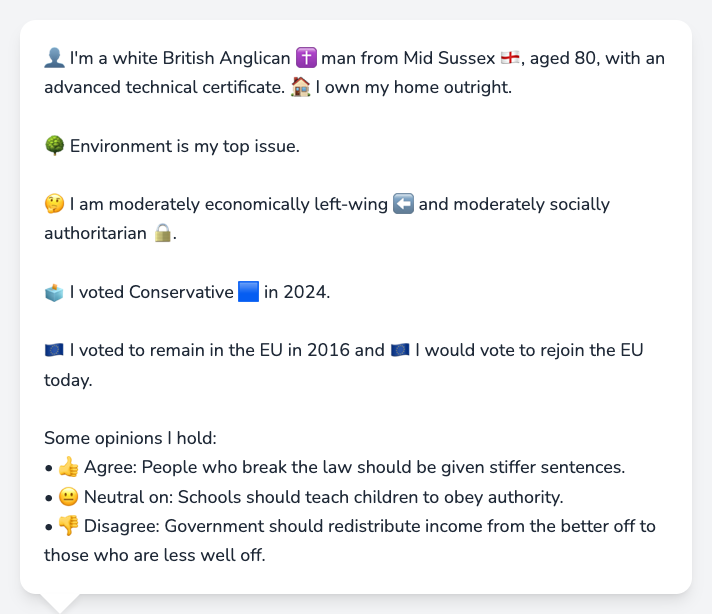 👤 I'm a white British Anglican ✝️ man from Mid Sussex 🏴󠁧󠁢󠁥󠁮󠁧󠁿, aged 80, with an
advanced technical certificate. 🏠 I own my home outright.
🌳 Environment is my top issue.
🤔 I am moderately economically left-wing ⬅️ and moderately socially
authoritarian 🔒.
🗳️ I voted Conservative 🟦 in 2024.
🇪🇺 I voted to remain in the EU in 2016 and 🇪🇺 I would vote to rejoin the EU
today.
Some opinions I hold:
• 👍 Agree: People who break the law should be given stiffer sentences.
• 😐 Neutral on: Schools should teach children to obey authority.
• 👎 Disagree: Government should redistribute income from the better off to
those who are less well off.